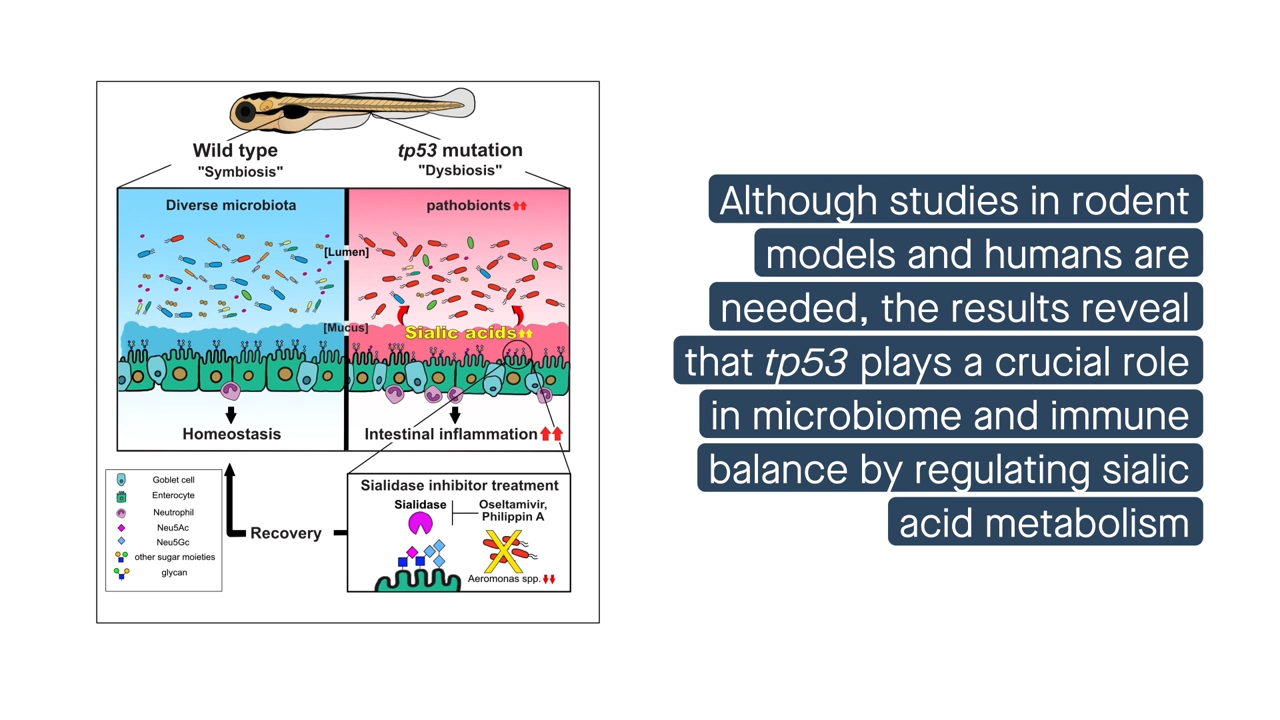 Wild type
"Symbiosis"
tp53 mutation
"Dysbiosis"
Diverse microbiota
pathobionts
[Lumen]
[Mucus]
Sialic acids
Homeostasis
Intestinal inflammation
Sialidase inhibitor treatment
Sialidase
Oseltamivir,
Philippin A
Aeromonas spp.
Recovery
Goblet cell
Enterocyte
Neutrophil
Neu5Ac
Neu5Gc
other sugar moieties
glycan
Although studies in rodent
models and humans are
needed, the results reveal
that tp53 plays a crucial role
in microbiome and immune
balance by regulating sialic
acid metabolism